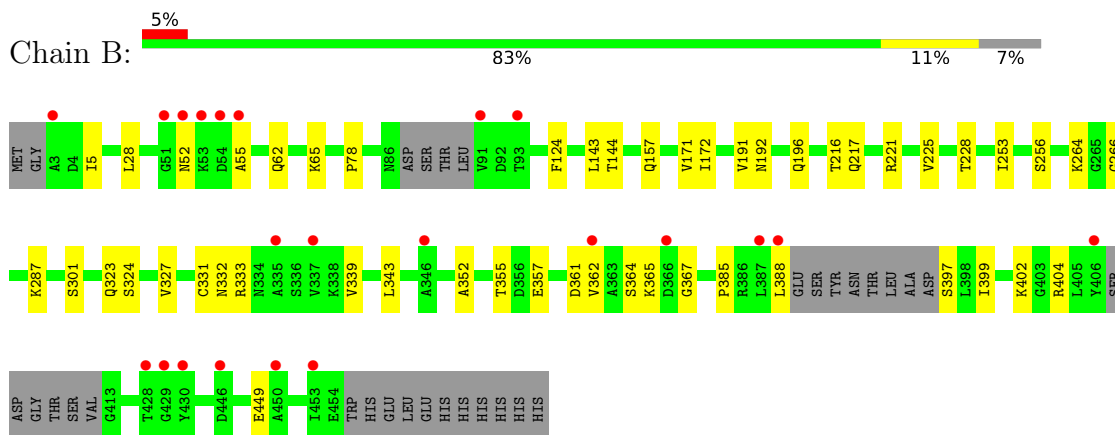 5%
Chain B:
83% 11% 7%
MET GLY A3 D4 I5 L28 G51 N52 K53 D54 A55 Q62 K65 P78 N86 ASP SER THR LEU V91 D92 T93 F124 L143 T144 Q157 V171 I172 V191 N192 Q196 T216 Q217 R221 V225 T228 I253 S256 K264 G265
K287 S301 Q323 S324 V327 C331 N332 R333 N334 A335 S336 V337 K338 V339 L343 A346 A352 T355 D356 E357 D361 V362 A363 S364 K365 D366 G367 P385 R386 L387 L388 GLU SER TYR ASN THR LEU ALA ASP S397 L398 I399 K402 G403 R404 L405 Y406
ASP GLY THR SER VAL G413 T428 G429 Y430 D446 E449 A450 I453 E454 TRP HIS GLU LEU GLU HIS HIS HIS HIS HIS HIS